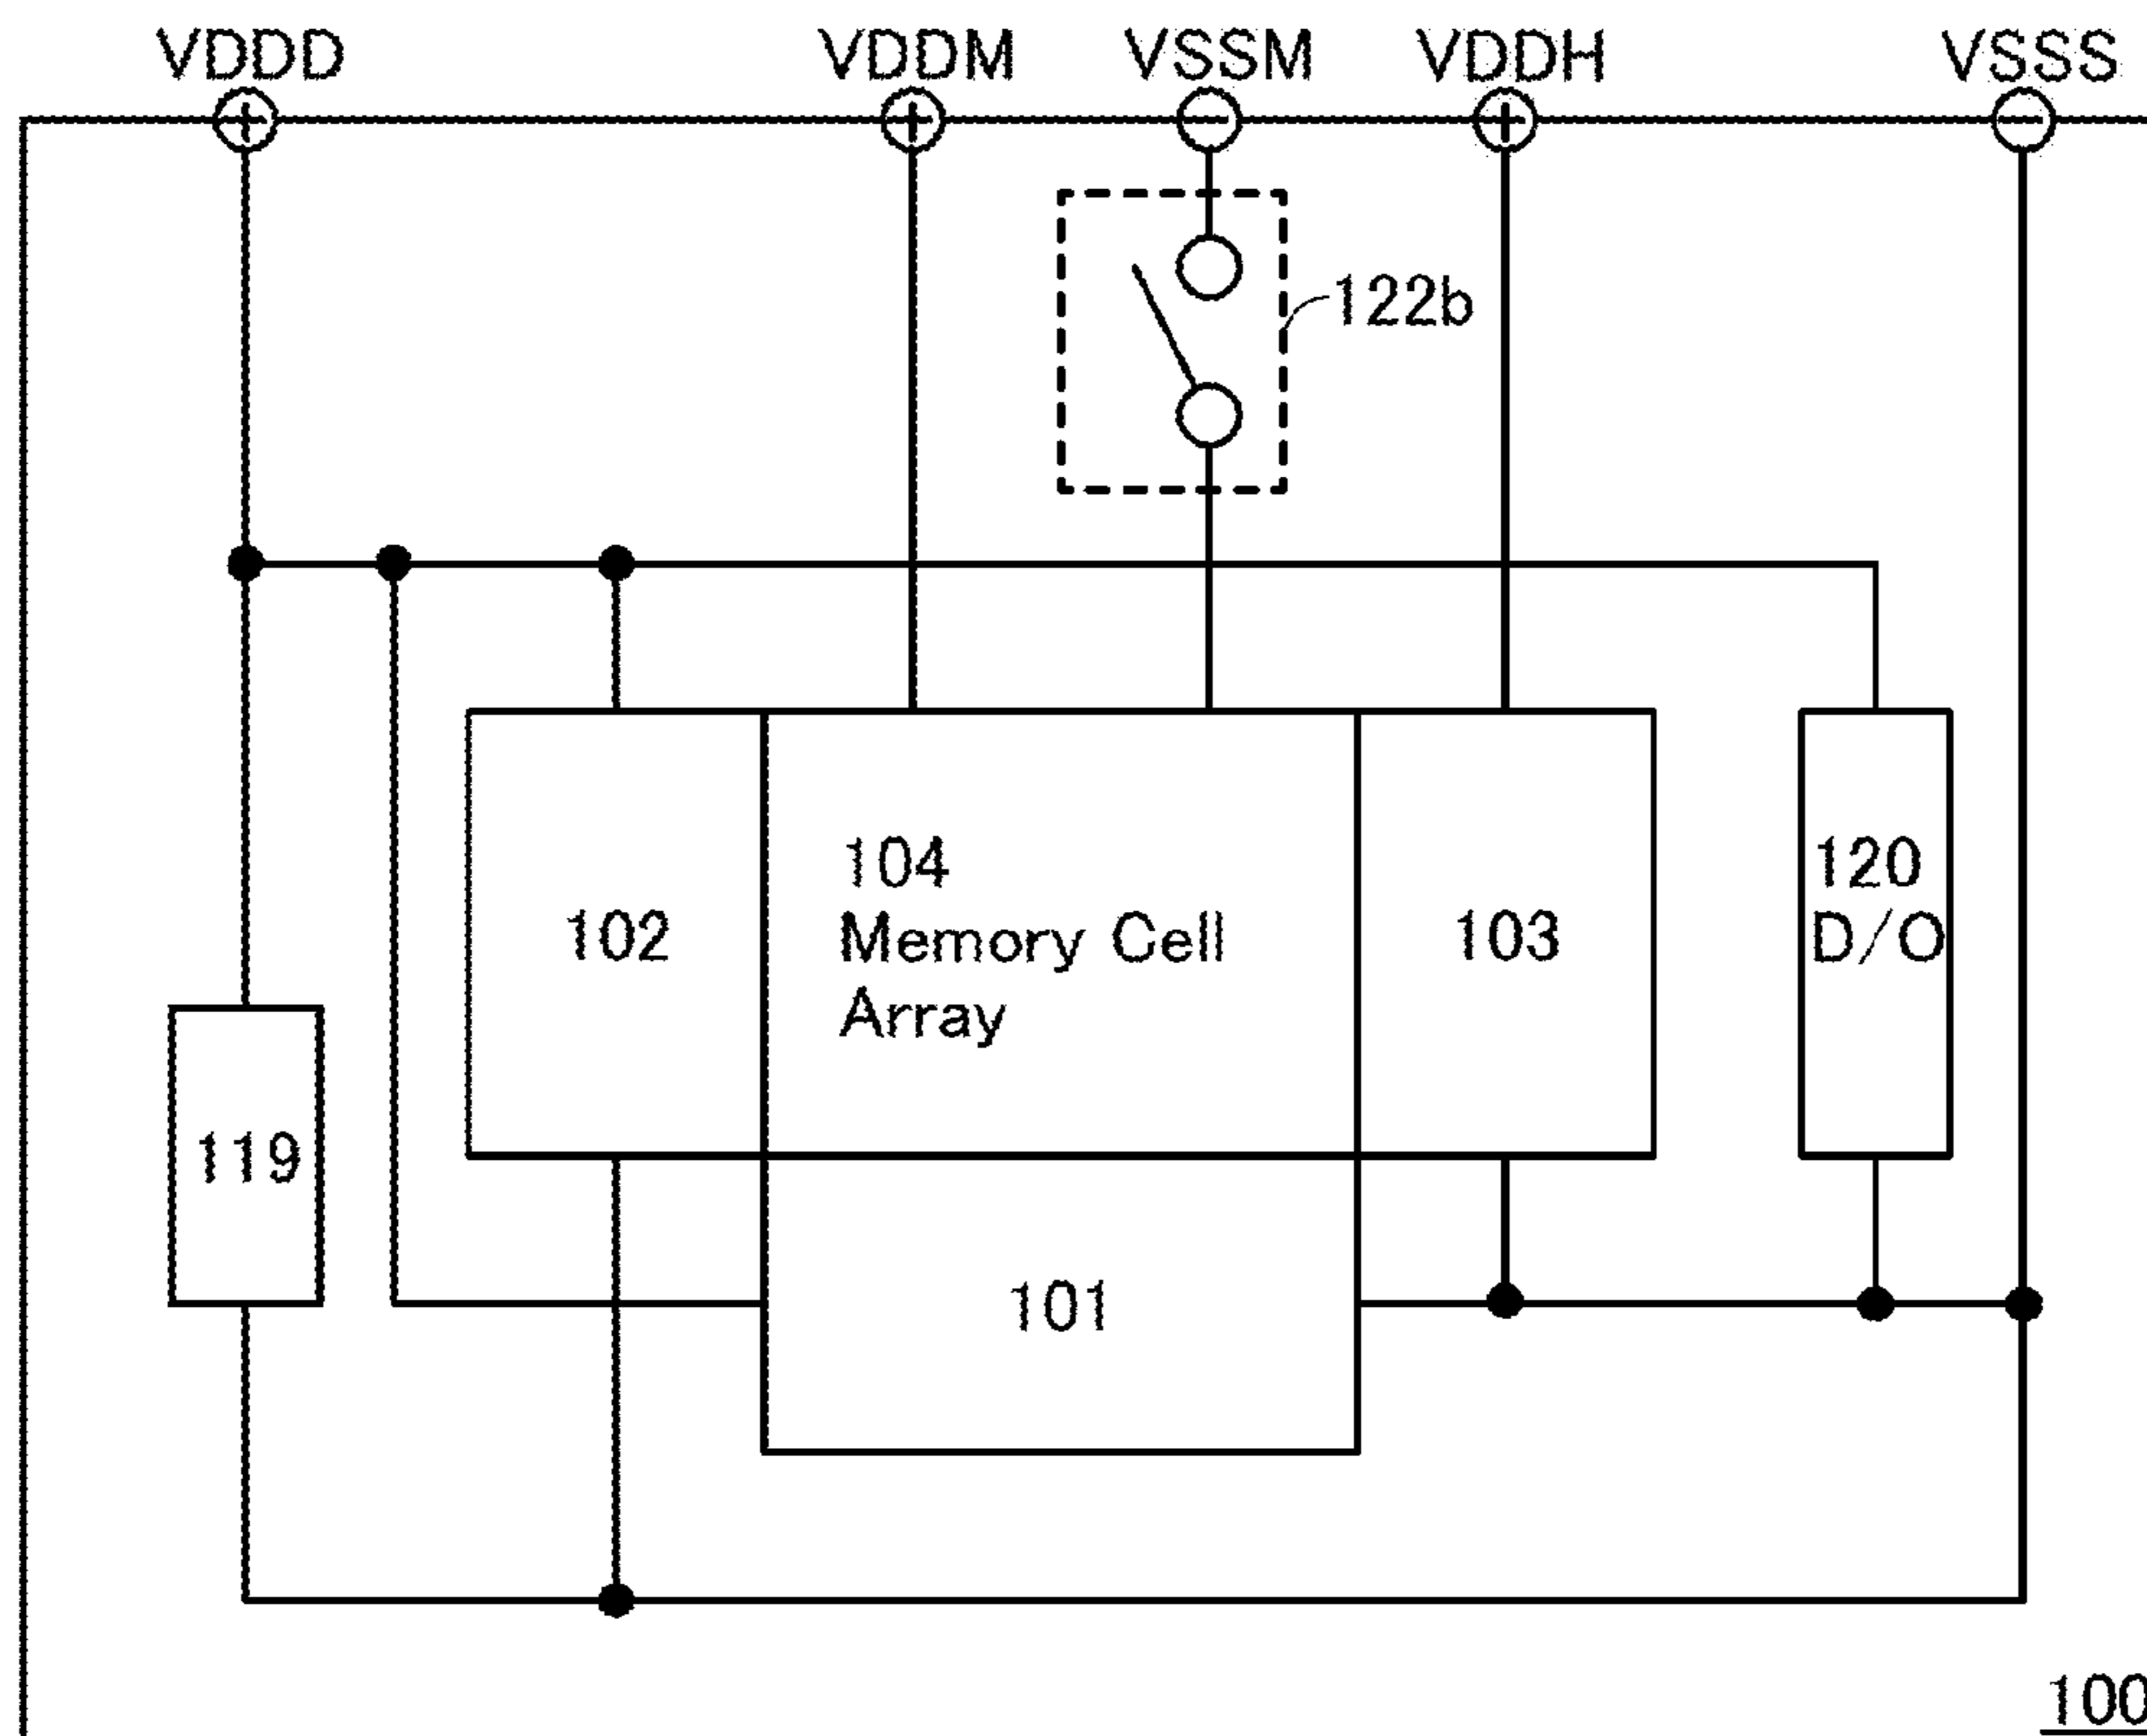 VDDD VDDM VSSM VDDH VSSS
122b
104
Memory Cell
Array
102
103
120
D/O
119
101
100